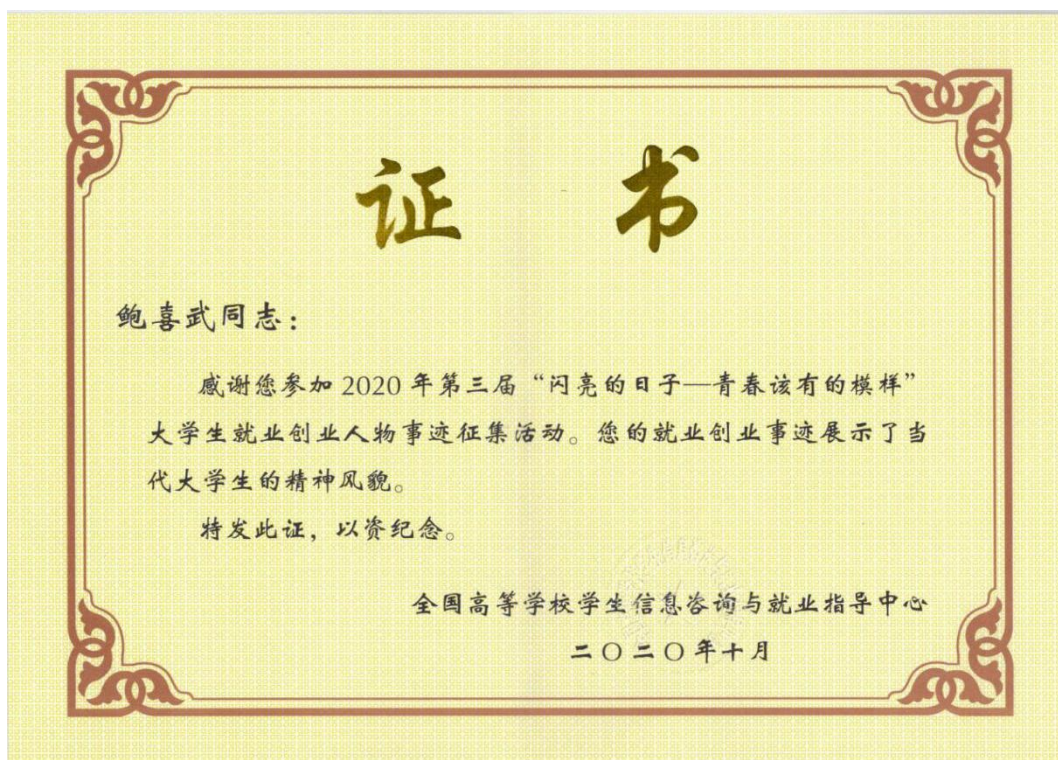 证 书
鲍喜武同志：
感谢您参加 2020 年第三届“闪亮的日子—青春该有的模样”
大学生就业创业人物事迹征集活动。您的就业创业事迹展示了当
代大学生的精神风貌。
特发此证，以资纪念。
全国高等学校学生信息咨询与就业指导中心
二〇二〇年十月